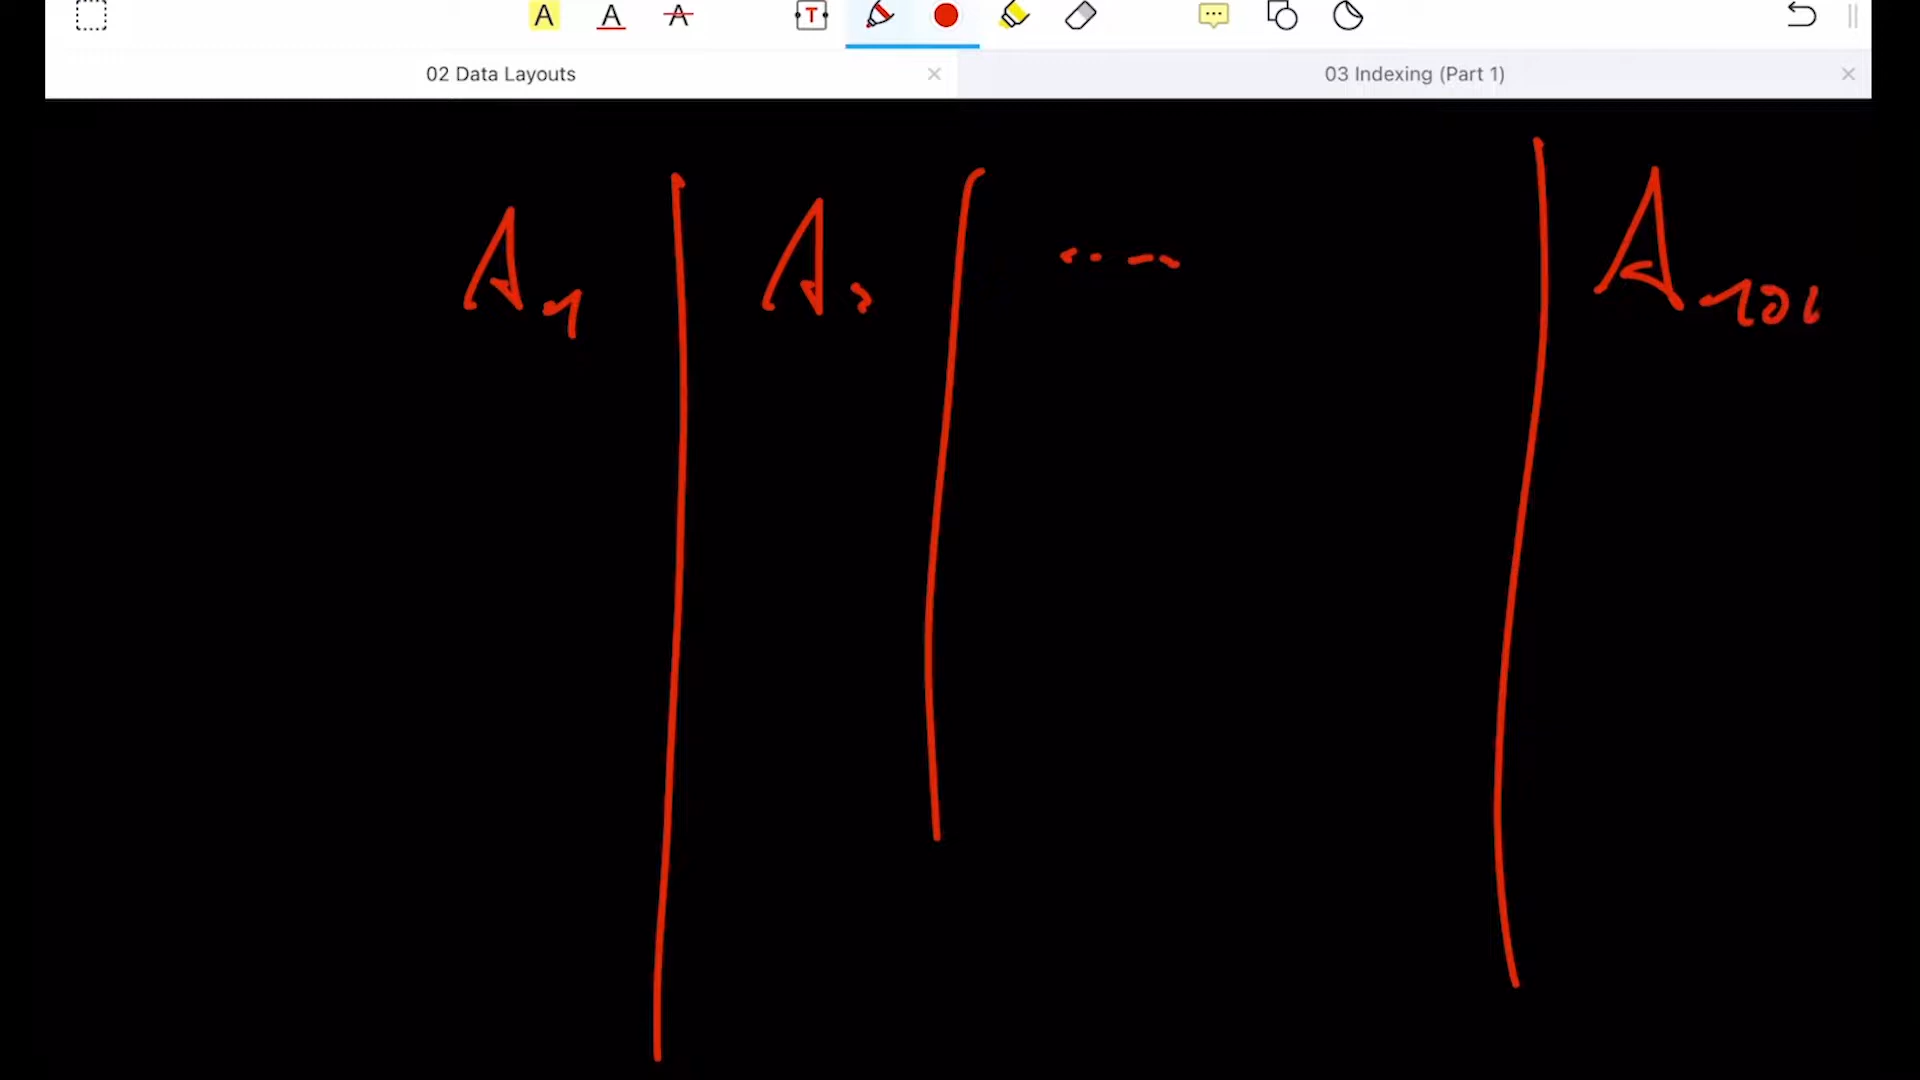 02 Data Layouts
03 Indexing (Part 1)
A1 A2 .... A100